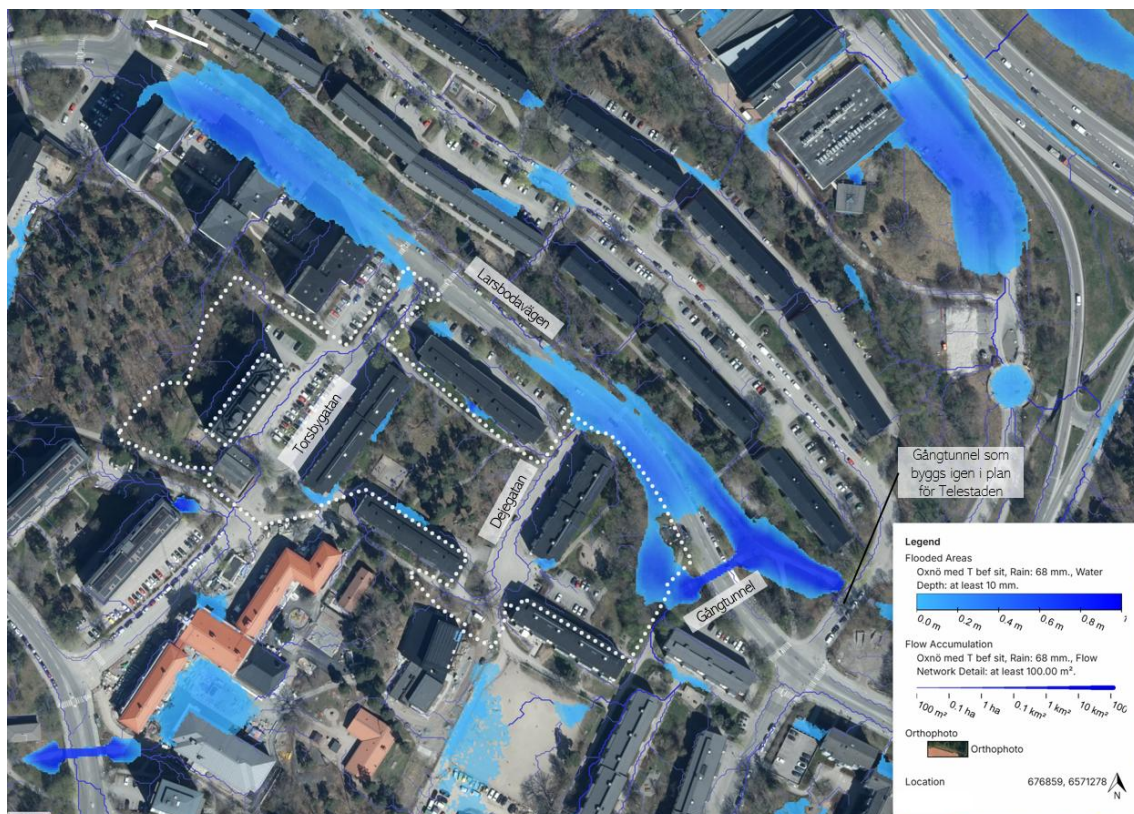 Larsbodavägen
Torsbygatan
Dejegatan
Gångtunnel
Gångtunnel som
byggs igen i plan
för Telestaden
Legend
Flooded Areas
Oxnö med T bef sit, Rain: 68 mm., Water
Depth: at least 10 mm.
0.0 m 0.2 m 0.4 m 0.6 m 0.8 m 1
Flow Accumulation
Oxnö med T bef sit, Rain: 68 mm., Flow
Network Detail: at least 100.00 m².
100 m² 0.1 ha 1 ha 0.1 km² 1 km² 10 km² 100
Orthophoto
Orthophoto
Location 676859, 6571278
N